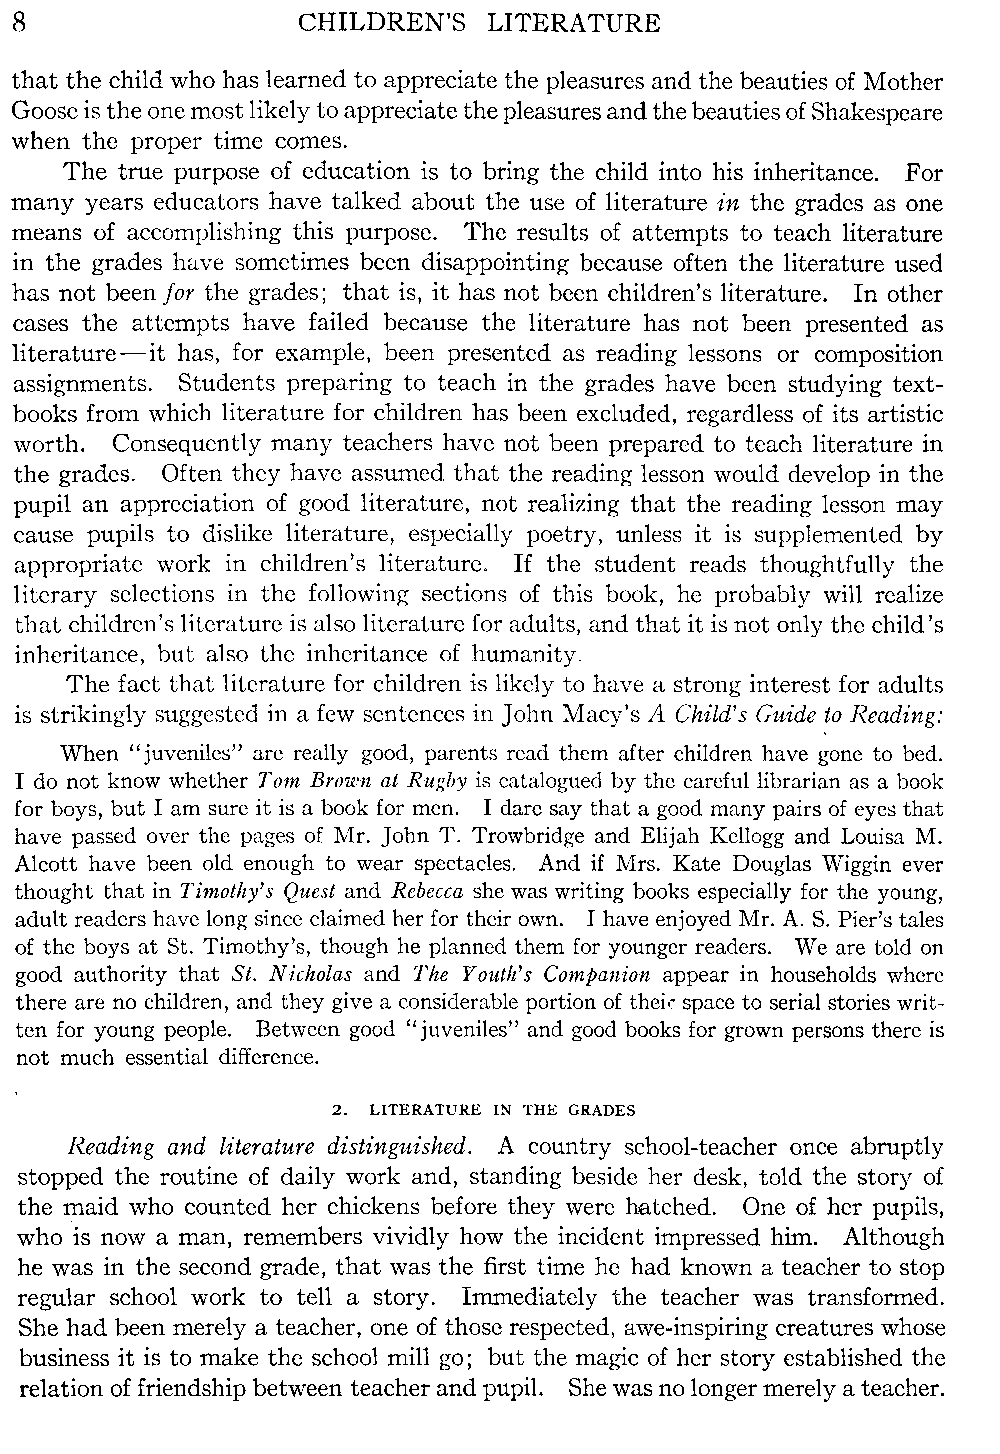 8 CHILDREN'S LITERATURE
that the child who has learned to appreciate the pleasures and the beauties of Mother
Goose is the one most likely to appreciate the pleasures and the beauties of Shakespeare
when the proper time comes.
The true purpose of education is to bring the child into his inheritance. For
many years educators have talked about the use of literature in the grades as one
means of accomplishing this purpose. The results of attempts to teach literature
in the grades have sometimes been disappointing because often the literature used
has not been for the grades; that is, it has not been children's literature. In other
cases the attempts have failed because the literature has not been presented as
literature—it has, for example, been presented as reading lessons or composition
assignments. Students preparing to teach in the grades have been studying text-
books from which literature for children has been excluded, regardless of its artistic
worth. Consequently many teachers have not been prepared to teach literature in
the grades. Often they have assumed that the reading lesson would develop in the
pupil an appreciation of good literature, not realizing that the reading lesson may
cause pupils to dislike literature, especially poetry, unless it is supplemented by
appropriate work in children's literature. If the student reads thoughtfully the
literary selections in the following sections of this book, he probably will realize
that children's literature is also literature for adults, and that it is not only the child's
inheritance, but also the inheritance of humanity.
The fact that literature for children is likely to have a strong interest for adults
is strikingly suggested in a few sentences in John Macy's A Child's Guide to Reading:
When "juveniles" are really good, parents read them after children have gone to bed.
I do not know whether Tom Brown at Rugby is catalogued by the careful librarian as a book
for boys, but I am sure it is a book for men. I dare say that a good many pairs of eyes that
have passed over the pages of Mr. John T. Trowbridge and Elijah Kellogg and Louisa M.
Alcott have been old enough to wear spectacles. And if Mrs. Kate Douglas Wiggin ever
thought that in Timothy's Quest and Rebecca she was writing books especially for the young,
adult readers have long since claimed her for their own. I have enjoyed Mr. A. S. Pier's tales
of the boys at St. Timothy's, though he planned them for younger readers. We are told on
good authority that St. Nicholas and The Youth's Companion appear in households where
there are no children, and they give a considerable portion of their space to serial stories writ-
ten for young people. Between good "juveniles" and good books for grown persons there is
not much essential difference.
2. LITERATURE IN THE GRADES
Reading and literature distinguished. A country school-teacher once abruptly
stopped the routine of daily work and, standing beside her desk, told the story of
the maid who counted her chickens before they were hatched. One of her pupils,
who is now a man, remembers vividly how the incident impressed him. Although
he was in the second grade, that was the first time he had known a teacher to stop
regular school work to tell a story. Immediately the teacher was transformed.
She had been merely a teacher, one of those respected, awe-inspiring creatures whose
business it is to make the school mill go; but the magic of her story established the
relation of friendship between teacher and pupil. She was no longer merely a teacher.